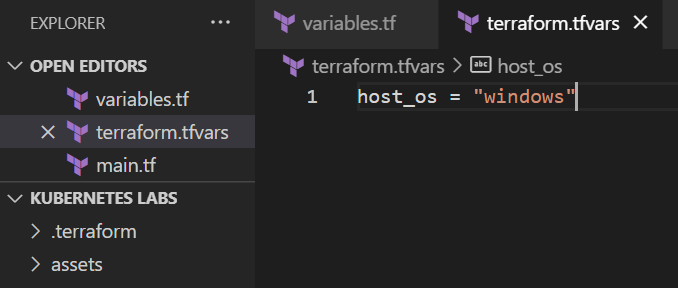 EXPLORER ...
OPEN EDITORS
variables.tf
terraform.tfvars
main.tf
KUBERNETES LABS
.terraform
assets
variables.tf
terraform.tfvars
terraform.tfvars > abc host_os
1 host_os = "windows"